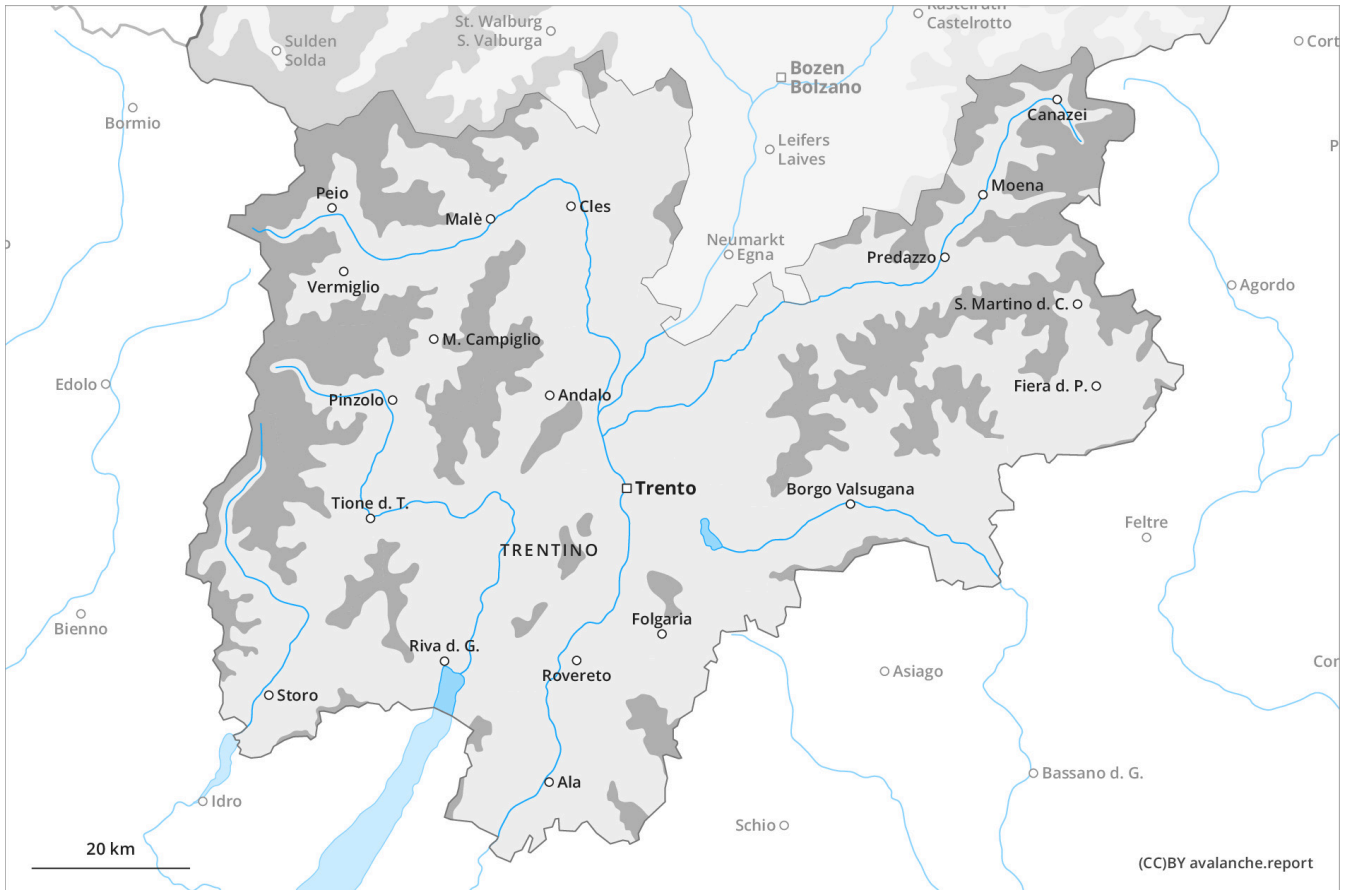 St. Walburg
S. Valburga
Kastelruth
Castelrotto
Sulden
Solda
Cort
Bozen
Bolzano
Bormio
Canazei
Leifers
Laives
P
Peio
Moena
Malè
Cles
Neumarkt
Egna
Predazzo
Vermiglio
Agordo
S. Martino d. C.
M. Campiglio
Edolo
Pinzolo
Andalo
Fiera d. P.
Trento
Borgo Valsugana
Tione d. T.
Feltre
TRENTINO
Bienno
Folgaria
Riva d. G.
Rovereto
Asiago
Cor
Storo
Ala
Bassano d. G.
Idro
Schio
20 km
(CC)BY avalanche.report